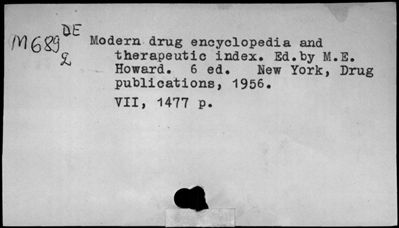 DE
M689
2
Modern drug encyclopedia and
therapeutic index. Ed.by M.E.
Howard. 6 ed. New York, Drug
publications, 1956.
VII, 1477 p.